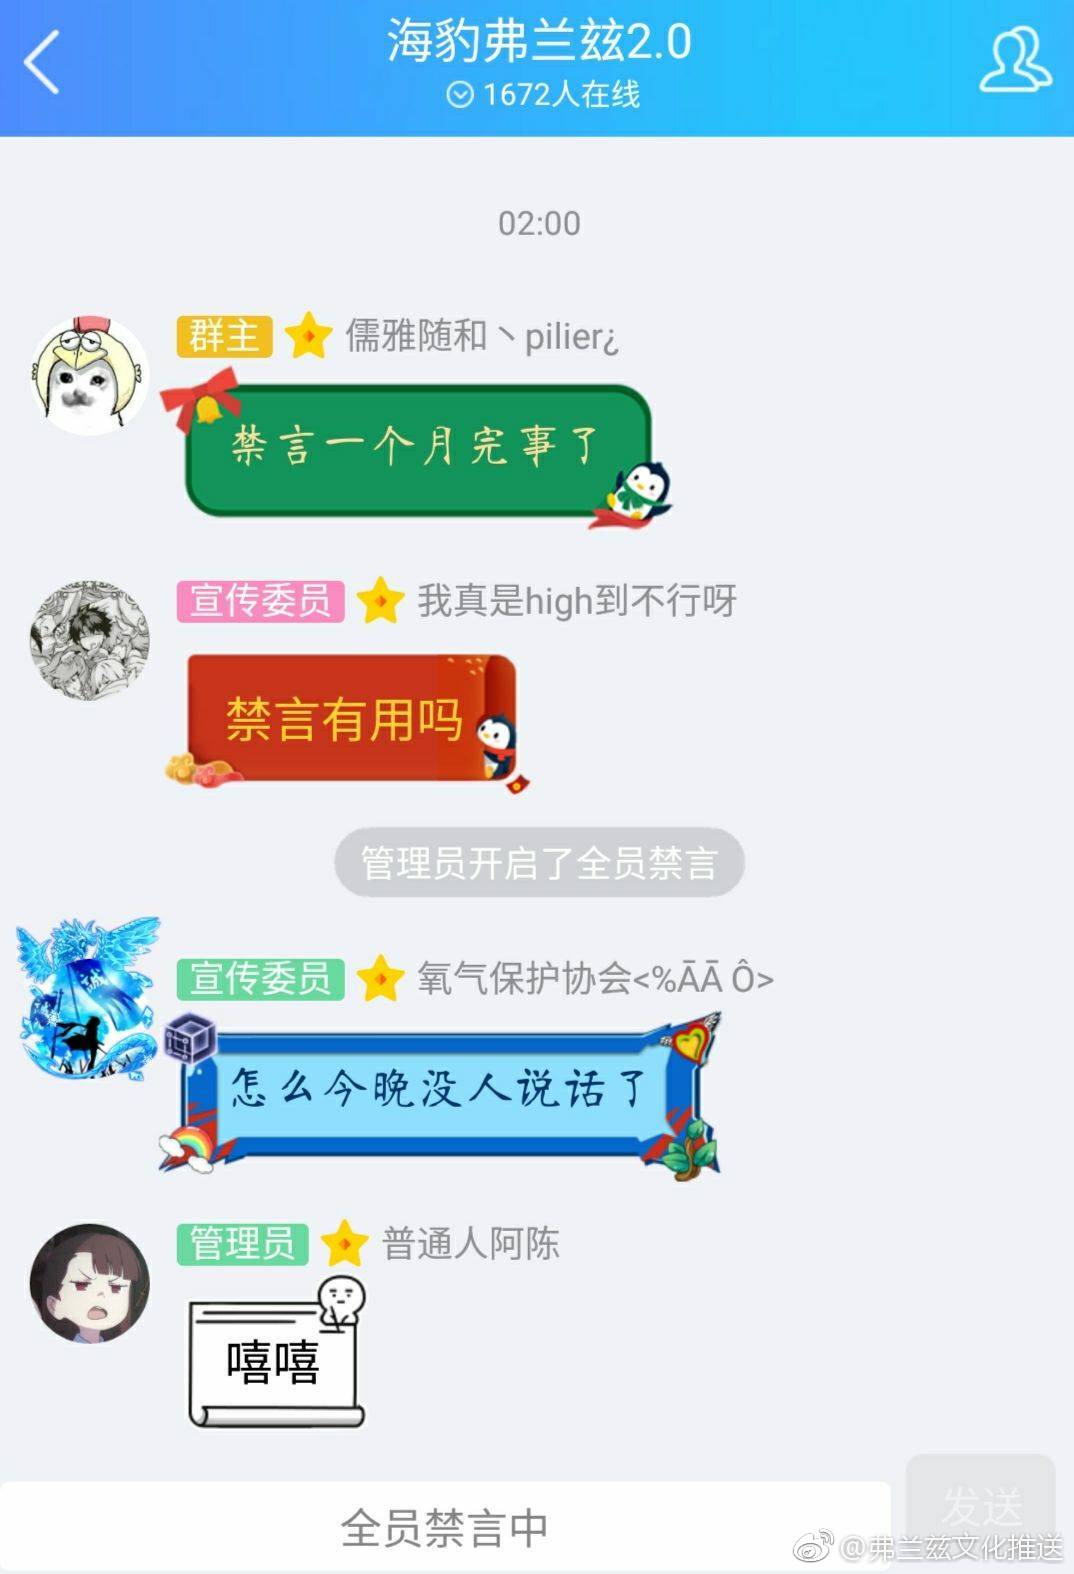 海豹弗兰兹2.0
1672人在线
02:00
群主 儒雅随和丶pilier¿
禁言一个月完事了
宣传委员 我真是high到不行呀
禁言有用吗
管理员开启了全员禁言
诚
宣传委员 氧气保护协会<%ĀĀ Ô>
怎么今晚没人说话了
管理员 普通人阿陈
嘻嘻
全员禁言中
发送
@弗兰兹文化推送